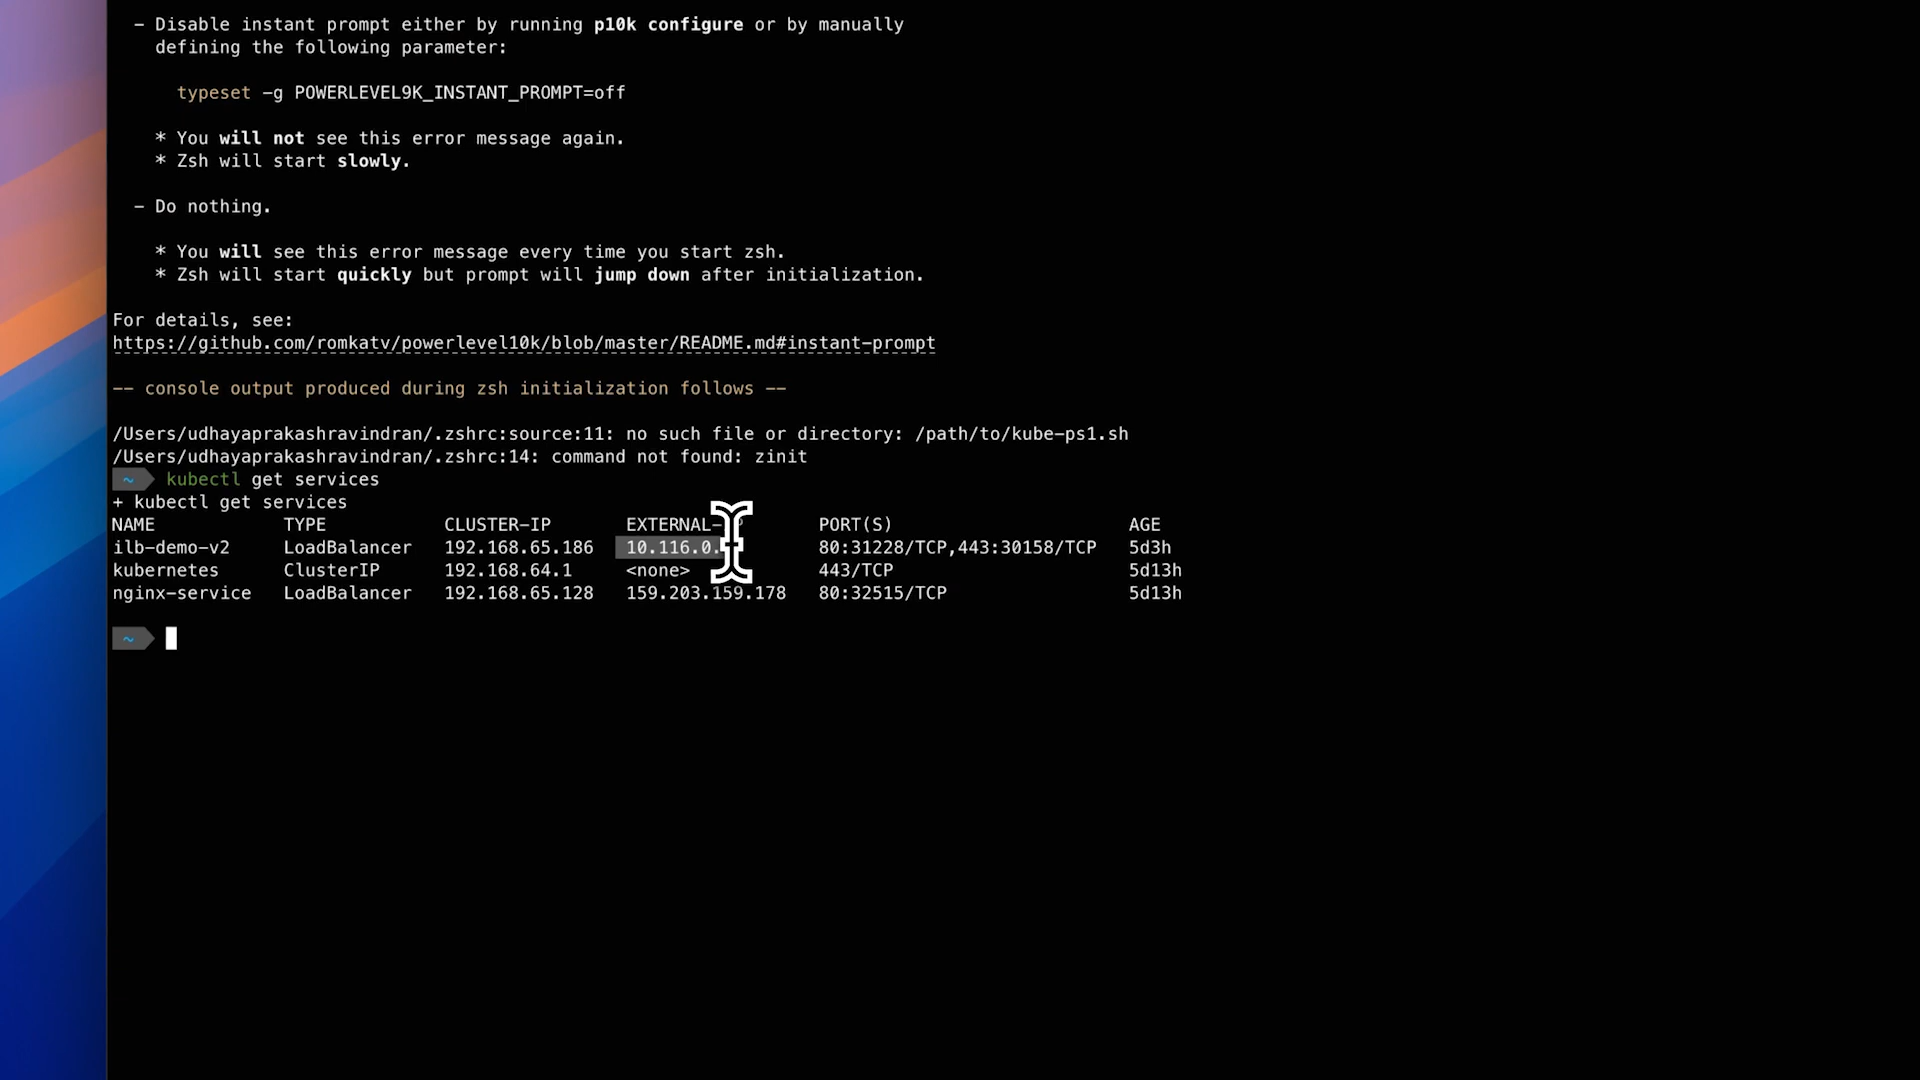 - Disable instant prompt either by running p10k configure or by manually
defining the following parameter:
typeset -g POWERLEVEL9K_INSTANT_PROMPT=off
* You will not see this error message again.
* Zsh will start slowly.
- Do nothing.
* You will see this error message every time you start zsh.
* Zsh will start quickly but prompt will jump down after initialization.
For details, see:
https://github.com/romkatv/powerlevel10k/blob/master/README.md#instant-prompt
-- console output produced during zsh initialization follows --
/Users/udhayaprakashravindran/.zshrc:source:11: no such file or directory: /path/to/kube-ps1.sh
/Users/udhayaprakashravindran/.zshrc:14: command not found: zinit
~ kubectl get services
+ kubectl get services
NAME TYPE CLUSTER-IP PORT(S) AGE
ilb-demo-v2 LoadBalancer 192.168.65.186 80:31228/TCP,443:30158/TCP 5d3h
kubernetes ClusterIP 192.168.64.1 <none> 443/TCP 5d13h
nginx-service LoadBalancer 192.168.65.128 159.203.159.178 80:32515/TCP 5d13h
~